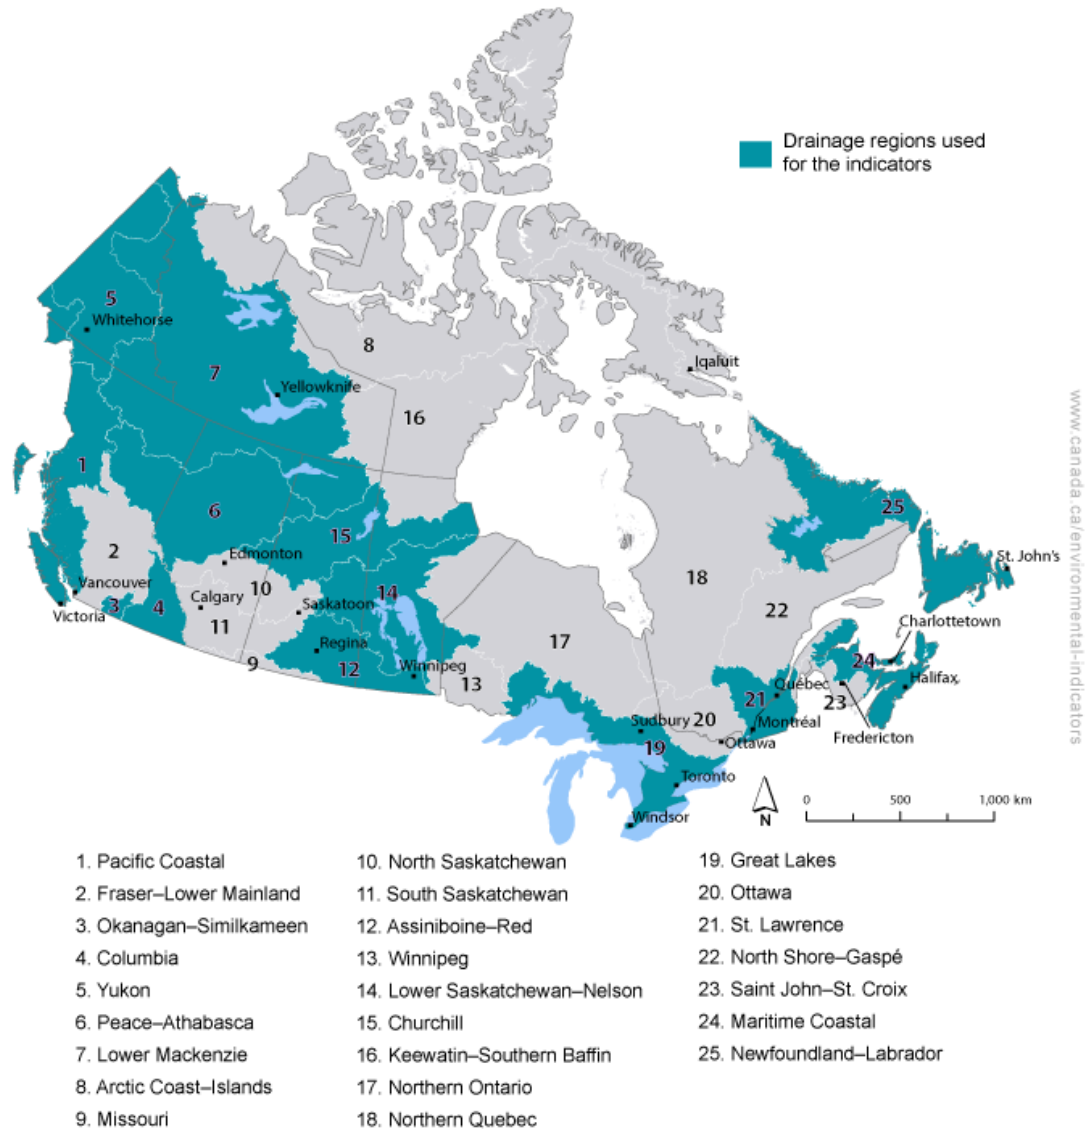 Drainage regions used
for the indicators
5
Whitehorse
8
Iqaluit
7
Yellowknife
16
1
25
6
15
2
Edmonton
St. John's
Vancouver
10
14
18
3
4
Calgary
Saskatoon
22
Victoria
11
Charlottetown
Regina
17
9
12
Winnipeg
24
13
Québec
Halifax
21
23
Sudbury
20
Montréal
19
Ottawa
Fredericton
Toronto
Windsor
N
0 500 1,000 km
www.canada.ca/environmental-indicators
1. Pacific Coastal
2. Fraser–Lower Mainland
3. Okanagan–Similkameen
4. Columbia
5. Yukon
6. Peace–Athabasca
7. Lower Mackenzie
8. Arctic Coast–Islands
9. Missouri
10. North Saskatchewan
11. South Saskatchewan
12. Assiniboine–Red
13. Winnipeg
14. Lower Saskatchewan–Nelson
15. Churchill
16. Keewatin–Southern Baffin
17. Northern Ontario
18. Northern Quebec
19. Great Lakes
20. Ottawa
21. St. Lawrence
22. North Shore–Gaspé
23. Saint John–St. Croix
24. Maritime Coastal
25. Newfoundland–Labrador